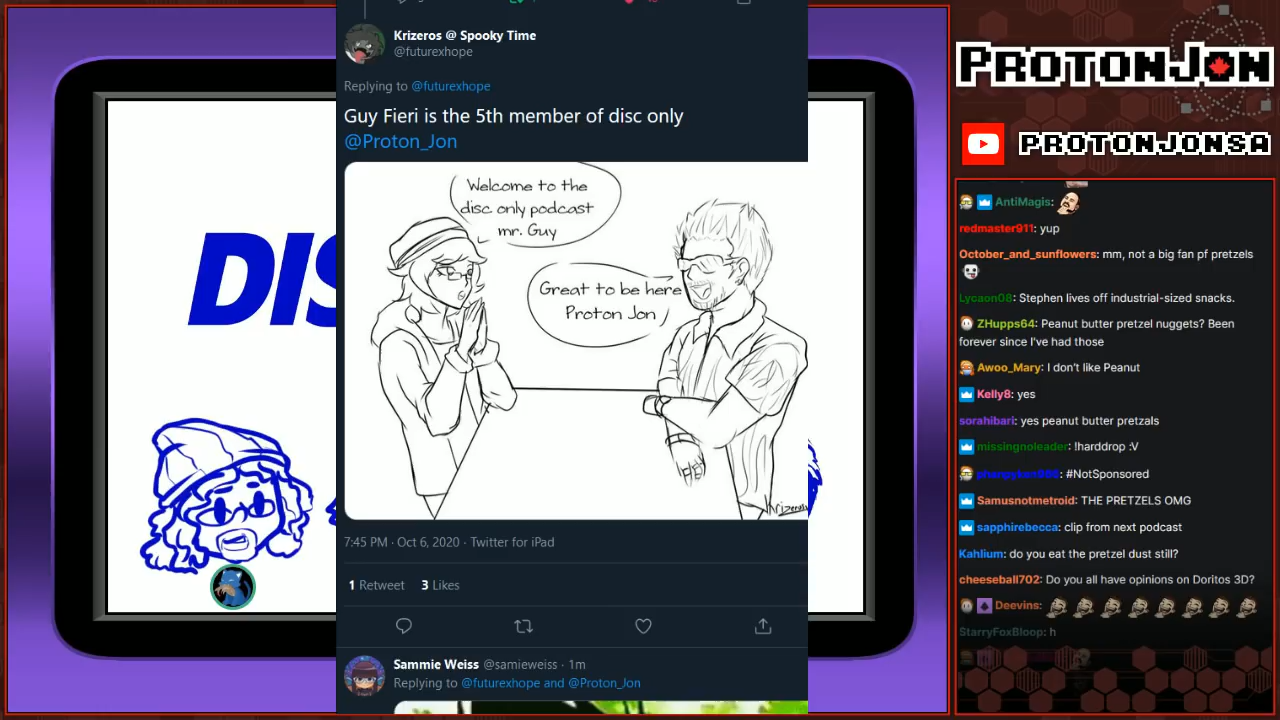 Krizeros @ Spooky Time
@futurexhope
Replying to @futurexhope
Guy Fieri is the 5th member of disc only
@Proton_Jon
Welcome to the
disc only podcast
mr. Guy
Great to be here
Proton Jon
7:45 PM · Oct 6, 2020 · Twitter for iPad
1 Retweet 3 Likes
Sammie Weiss @samieweiss · 1m
Replying to @futurexhope and @Proton_Jon
DIS
PROTONJON
PROTONJONSA
AntiMagis:
redmaster911: yup
October_and_sunflowers: mm, not a big fan pf pretzels
Lycaon08: Stephen lives off industrial-sized snacks.
ZHupps64: Peanut butter pretzel nuggets? Been
forever since I've had those
Awoo_Mary: I don't like Peanut
Kelly8: yes
sorahibari: yes peanut butter pretzals
missingnoleader: !harddrop :V
#NotSponsored
Samusnotmetroid: THE PRETZELS OMG
sapphirebecca: clip from next podcast
Kahlium: do you eat the pretzel dust still?
cheeseball702: Do you all have opinions on Doritos 3D?
Deevins:
StarryFoxBloop: h